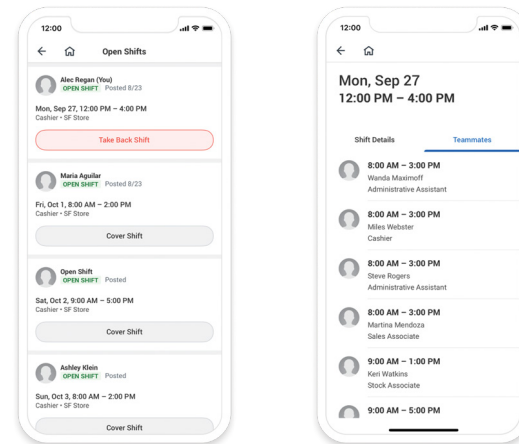 12:00
Open Shifts
Alec Regan (You)
OPEN SHIFT Posted 8/23
Mon, Sep 27, 12:00 PM – 4:00 PM
Cashier • SF Store
Take Back Shift
Maria Aguilar
OPEN SHIFT Posted 8/23
Fri, Oct 1, 8:00 AM – 2:00 PM
Cashier • SF Store
Cover Shift
Open Shift
OPEN SHIFT Posted
Sat, Oct 2, 9:00 AM – 5:00 PM
Cashier • SF Store
Cover Shift
Ashley Klein
OPEN SHIFT Posted
Sun, Oct 3, 8:00 AM – 2:00 PM
Cashier • SF Store
Cover Shift
12:00
Mon, Sep 27
12:00 PM – 4:00 PM
Shift Details Teammates
8:00 AM – 3:00 PM
Wanda Maximoff
Administrative Assistant
8:00 AM – 3:00 PM
Miles Webster
Cashier
8:00 AM – 3:00 PM
Steve Rogers
Administrative Assistant
8:00 AM – 3:00 PM
Martina Mendoza
Sales Associate
9:00 AM – 1:00 PM
Keri Watkins
Stock Associate
9:00 AM – 5:00 PM